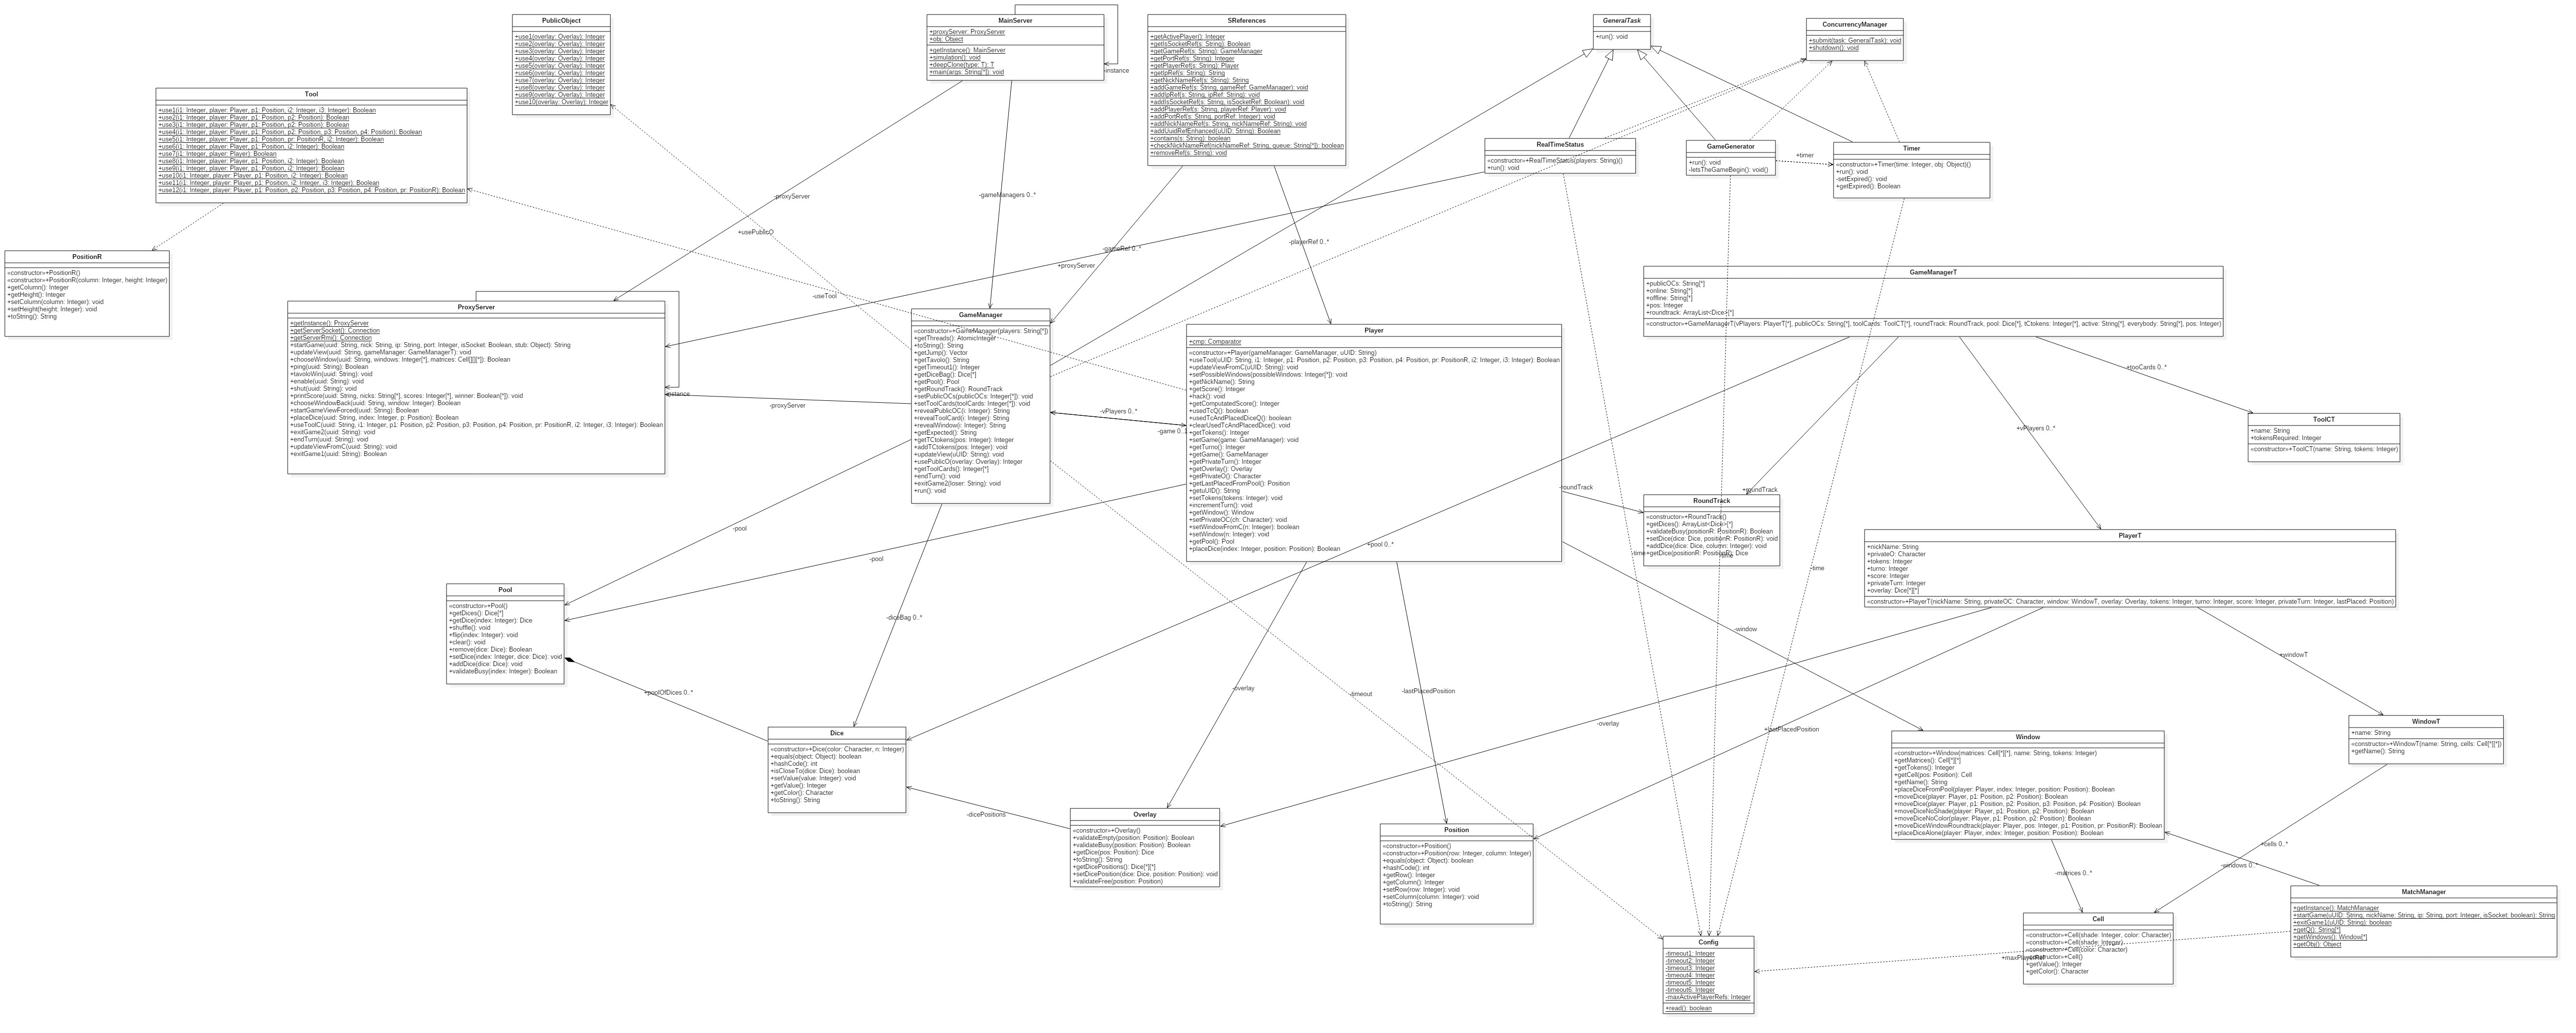 PublicObject
+use1(overlay: Overlay): Integer
+use2(overlay: Overlay): Integer
+use3(overlay: Overlay): Integer
+use4(overlay: Overlay): Integer
+use5(overlay: Overlay): Integer
+use6(overlay: Overlay): Integer
+use7(overlay: Overlay): Integer
+use8(overlay: Overlay): Integer
+use9(overlay: Overlay): Integer
+use10(overlay: Overlay): Integer
MainServer
+proxyServer: ProxyServer
+obj: Object
+getInstance(): MainServer
+simulation(): void
+deepClone(type: T): T
+main(args: String[*]): void
-instance
SReferences
+getActivePlayer(): Integer
+getIsSocketRef(s: String): Boolean
+getGameRef(s: String): GameManager
+getPortRef(s: String): Integer
+getPlayerRef(s: String): Player
+getIpRef(s: String): String
+getNickNameRef(s: String): String
+addGameRef(s: String, gameRef: GameManager): void
+addIpRef(s: String, ipRef: String): void
+addIsSocketRef(s: String, isSocketRef: Boolean): void
+addPlayerRef(s: String, playerRef: Player): void
+addPortRef(s: String, portRef: Integer): void
+addNickNameRef(s: String, nickNameRef: String): void
+addUuidRefEnhanced(uUID: String): Boolean
+contains(s: String): boolean
+checkNickNameRef(nickNameRef: String, queue: String[*]): boolean
+removeRef(s: String): void
GeneralTask
+run(): void
ConcurrencyManager
+submit(task: GeneralTask): void
+shutdown(): void
Tool
+use1(i1: Integer, player: Player, p1: Position, i2: Integer, i3: Integer): Boolean
+use2(i1: Integer, player: Player, p1: Position, p2: Position): Boolean
+use3(i1: Integer, player: Player, p1: Position, p2: Position): Boolean
+use4(i1: Integer, player: Player, p1: Position, p2: Position, p3: Position, p4: Position): Boolean
+use5(i1: Integer, player: Player, p1: Position, pr: PositionR, i2: Integer): Boolean
+use6(i1: Integer, player: Player, p1: Position, i2: Integer): Boolean
+use7(i1: Integer, player: Player): Boolean
+use8(i1: Integer, player: Player, p1: Position, i2: Integer): Boolean
+use9(i1: Integer, player: Player, p1: Position, i2: Integer): Boolean
+use10(i1: Integer, player: Player, p1: Position, i2: Integer): Boolean
+use11(i1: Integer, player: Player, p1: Position, i2: Integer, i3: Integer): Boolean
+use12(i1: Integer, player: Player, p1: Position, p2: Position, p3: Position, p4: Position, pr: PositionR): Boolean
RealTimeStatus
«constructor»+RealTimeStatus(players: String)()
+run(): void
GameGenerator
+run(): void
-letsTheGameBegin(): void()
+timer
Timer
«constructor»+Timer(time: Integer, obj: Object)()
+run(): void
-setExpired(): void
+getExpired(): Boolean
-proxyServer
-gameManagers 0..*
+usePublicO
-gameRef 0..*
-playerRef 0..*
+proxyServer
-useTool
PositionR
«constructor»+PositionR()
«constructor»+PositionR(column: Integer, height: Integer)
+getColumn(): Integer
+getHeight(): Integer
+setColumn(column: Integer): void
+setHeight(height: Integer): void
+toString(): String
GameManagerT
+publicOCs: String[*]
+online: String[*]
+offline: String[*]
+pos: Integer
+roundtrack: ArrayList<Dice>[*]
«constructor»+GameManagerT(vPlayers: PlayerT[*], publicOCs: String[*], toolCards: ToolCT[*], roundTrack: RoundTrack, pool: Dice[*], tCtokens: Integer[*], active: String[*], everybody: String[*], pos: Integer)
ProxyServer
+getInstance(): ProxyServer
+getServerSocket(): Connection
+getServerRmi(): Connection
+startGame(uuid: String, nick: String, ip: String, port: Integer, isSocket: Boolean, stub: Object): String
+updateView(uuid: String, gameManager: GameManagerT): void
+chooseWindow(uuid: String, windows: Integer[*], matrices: Cell[][][*]): Boolean
+ping(uuid: String): Boolean
+tavoloWin(uuid: String): void
+enable(uuid: String): void
+shut(uuid: String): void
+printScore(uuid: String, nicks: String[*], scores: Integer[*], winner: Boolean[*]): void
+chooseWindowBack(uuid: String, window: Integer): Boolean
+startGameViewForced(uuid: String): Boolean
+placeDice(uuid: String, index: Integer, p: Position): Boolean
+useToolC(uuid: String, i1: Integer, p1: Position, p2: Position, p3: Position, p4: Position, pr: PositionR, i2: Integer, i3: Integer): Boolean
+exitGame2(uuid: String): void
+endTurn(uuid: String): void
+updateViewFromC(uuid: String): void
+exitGame1(uuid: String): Boolean
-instance
-proxyServer
GameManager
«constructor»+GameManager(players: String[*])
+getThreads(): AtomicInteger
+toString(): String
+getJump(): Vector
+getTavolo(): String
+getTimeout1(): Integer
+getDiceBag(): Dice[*]
+getPool(): Pool
+getRoundTrack(): RoundTrack
+setPublicOCs(publicOCs: Integer[*]): void
+setToolCards(toolCards: Integer[*]): void
+revealPublicOC(i: Integer): String
+revealToolCard(i: Integer): String
+revealWindow(i: Integer): String
+getExpected(): String
+getTCtokens(pos: Integer): Integer
+addTCtokens(pos: Integer): void
+updateView(uUID: String): void
+usePublicO(overlay: Overlay): Integer
+getToolCards(): Integer[*]
+endTurn(): void
+exitGame2(loser: String): void
+run(): void
-vPlayers 0..*
-game 0..1
Player
+cmp: Comparator
«constructor»+Player(gameManager: GameManager, uUID: String)
+useTool(uUID: String, i1: Integer, p1: Position, p2: Position, p3: Position, p4: Position, pr: PositionR, i2: Integer, i3: Integer): Boolean
+updateViewFromC(uUID: String): void
+setPossibleWindows(possibleWindows: Integer[*]): void
+getNickName(): String
+getScore(): Integer
+hack(): void
+getComputedScore(): Integer
+usedTcQ(): boolean
+usedTcAndPlacedDiceQ(): boolean
+clearUsedTcAndPlacedDice(): void
+getTokens(): Integer
+setGame(game: GameManager): void
+getTurno(): Integer
+getGame(): GameManager
+getPrivateTurn(): Integer
+getOverlay(): Overlay
+getPrivateO(): Character
+getLastPlacedFromPool(): Position
+getuUID(): String
+setTokens(tokens: Integer): void
+incrementTurn(): void
+getWindow(): Window
+setPrivateOC(ch: Character): void
+setWindowFromC(n: Integer): boolean
+setWindow(n: Integer): void
+getPool(): Pool
+placeDice(index: Integer, position: Position): Boolean
+tooCards 0..*
ToolCT
+name: String
+tokensRequired: Integer
«constructor»+ToolCT(name: String, tokens: Integer)
+vPlayers 0..*
-roundTrack
+roundTrack
RoundTrack
«constructor»+RoundTrack()
+getDices(): ArrayList<Dice>[*]
+validateBusy(positionR: PositionR): Boolean
+setDice(dice: Dice, positionR: PositionR): void
+addDice(dice: Dice, column: Integer): void
+getDice(positionR: PositionR): Dice
-time
-time
-time
PlayerT
+nickName: String
+privateO: Character
+tokens: Integer
+turno: Integer
+score: Integer
+privateTurn: Integer
+overlay: Dice[*][*]
«constructor»+PlayerT(nickName: String, privateOC: Character, window: WindowT, overlay: Overlay, tokens: Integer, turno: Integer, score: Integer, privateTurn: Integer, lastPlaced: Position)
-pool
-pool
+pool 0..*
Pool
«constructor»+Pool()
+getDices(): Dice[*]
+getDice(index: Integer): Dice
+shuffle(): void
+flip(index: Integer): void
+clear(): void
+remove(dice: Dice): Boolean
+setDice(index: Integer, dice: Dice): void
+addDice(dice: Dice): void
+validateBusy(index: Integer): Boolean
-diceBag 0..*
-window
+windowT
+poolOfDices 0..*
-overlay
-timeout
-lastPlacedPosition
-overlay
+lastPlacedPosition
Dice
«constructor»+Dice(color: Character, n: Integer)
+equals(object: Object): boolean
+hashCode(): int
+isCloseTo(dice: Dice): boolean
+setValue(value: Integer): void
+getValue(): Integer
+getColor(): Character
+toString(): String
-dicePositions
Overlay
«constructor»+Overlay()
+validateEmpty(position: Position): Boolean
+validateBusy(position: Position): Boolean
+getDice(pos: Position): Dice
+toString(): String
+getDicePositions(): Dice[*][*]
+setDicePosition(dice: Dice, position: Position): void
+validateFree(position: Position)
Position
«constructor»+Position()
«constructor»+Position(row: Integer, column: Integer)
+equals(object: Object): boolean
+hashCode(): int
+getRow(): Integer
+getColumn(): Integer
+setRow(row: Integer): void
+setColumn(column: Integer): void
+toString(): String
Window
«constructor»+Window(matrices: Cell[*][*], name: String, tokens: Integer)
+getMatrices(): Cell[*][*]
+getTokens(): Integer
+getCell(pos: Position): Cell
+getName(): String
+placeDiceFromPool(player: Player, index: Integer, position: Position): Boolean
+moveDice(player: Player, p1: Position, p2: Position): Boolean
+moveDice(player: Player, p1: Position, p2: Position, p3: Position, p4: Position): Boolean
+moveDiceNoShade(player: Player, p1: Position, p2: Position): Boolean
+moveDiceNoColor(player: Player, p1: Position, p2: Position): Boolean
+moveDiceWindowRoundtrack(player: Player, pos: Integer, p1: Position, pr: PositionR): Boolean
+placeDiceAlone(player: Player, index: Integer, position: Position): Boolean
WindowT
+name: String
«constructor»+WindowT(name: String, cells: Cell[*][*])
+getName(): String
+cells 0..*
-windows 0..*
-matrices 0..*
MatchManager
+getInstance(): MatchManager
+startGame(uUID: String, nickName: String, ip: String, port: Integer, isSocket: boolean): String
+exitGame1(uUID: String): boolean
+getQ(): String[*]
+getWindows(): Window[*]
+getObj(): Object
Cell
«constructor»+Cell(shade: Integer, color: Character)
«constructor»+Cell(shade: Integer)
«constructor»+Cell(color: Character)
«constructor»+Cell()
+getValue(): Integer
+getColor(): Character
+maxPlayerRef
Config
-timeout1: Integer
-timeout2: Integer
-timeout3: Integer
-timeout4: Integer
-timeout5: Integer
-timeout6: Integer
-maxActivePlayerRefs: Integer
+read(): boolean